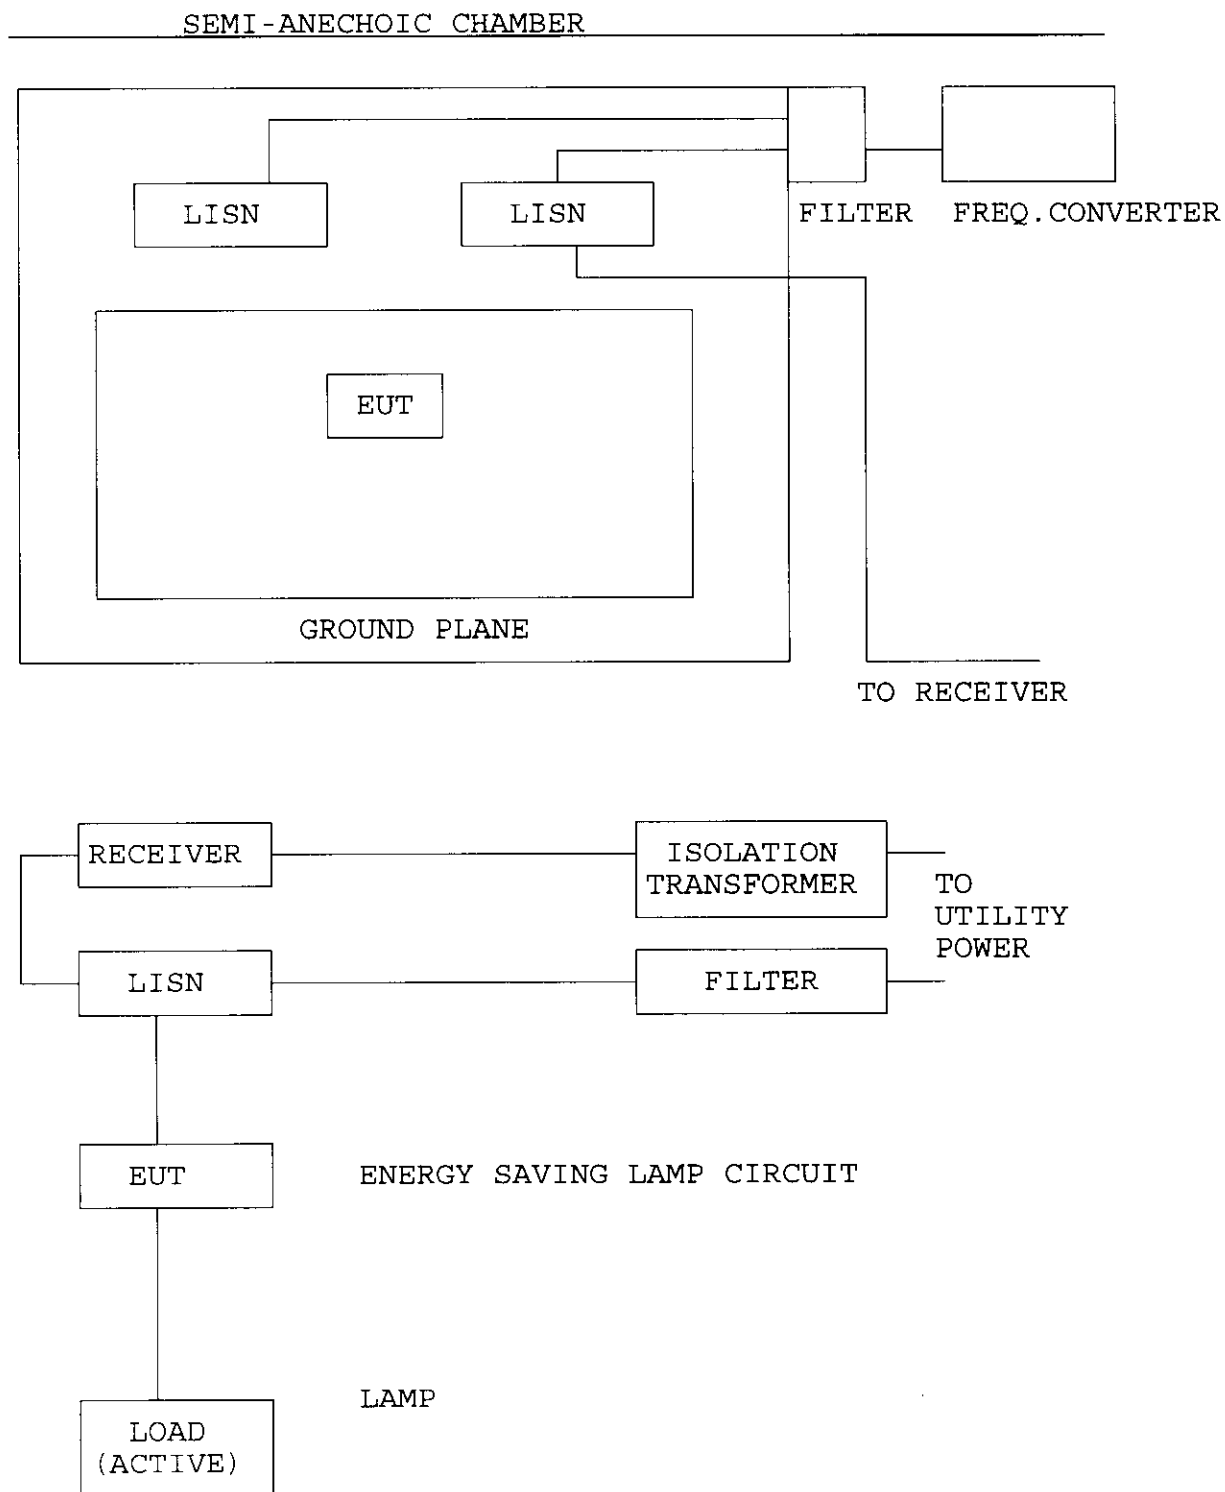 SEMI-ANECHOIC CHAMBER
LISN
LISN
FILTER
FREQ.CONVERTER
EUT
GROUND PLANE
TO RECEIVER
RECEIVER
ISOLATION
TRANSFORMER
TO
UTILITY
POWER
LISN
FILTER
EUT
ENERGY SAVING LAMP CIRCUIT
LAMP
LOAD
(ACTIVE)